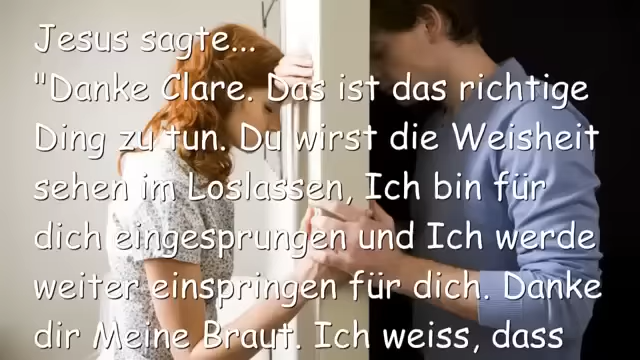 Jesus sagte...
"Danke Clare. Das ist das richtige
Ding zu tun. Du wirst die Weisheit
sehen im Loslassen, Ich bin für
dich eingesprungen und Ich werde
weiter einspringen für dich. Danke
dir Meine Braut. Ich weiss, dass